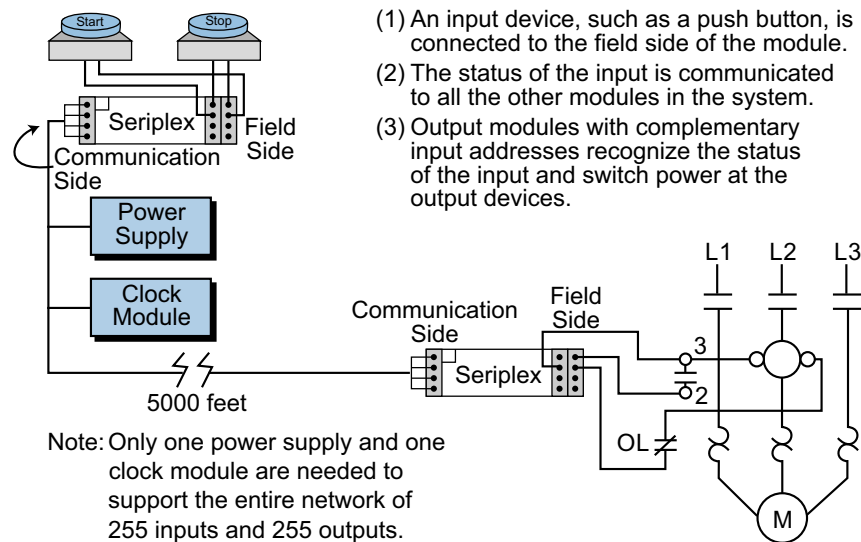 Start
Stop
(1) An input device, such as a push button, is
connected to the field side of the module.
(2) The status of the input is communicated
to all the other modules in the system.
(3) Output modules with complementary
input addresses recognize the status
of the input and switch power at the
output devices.
Seriplex
Field
Side
Communication
Side
Power
Supply
Clock
Module
5000 feet
Communication
Side
Field
Side
Seriplex
L1
L2
L3
3
2
OL
M
Note: Only one power supply and one
clock module are needed to
support the entire network of
255 inputs and 255 outputs.